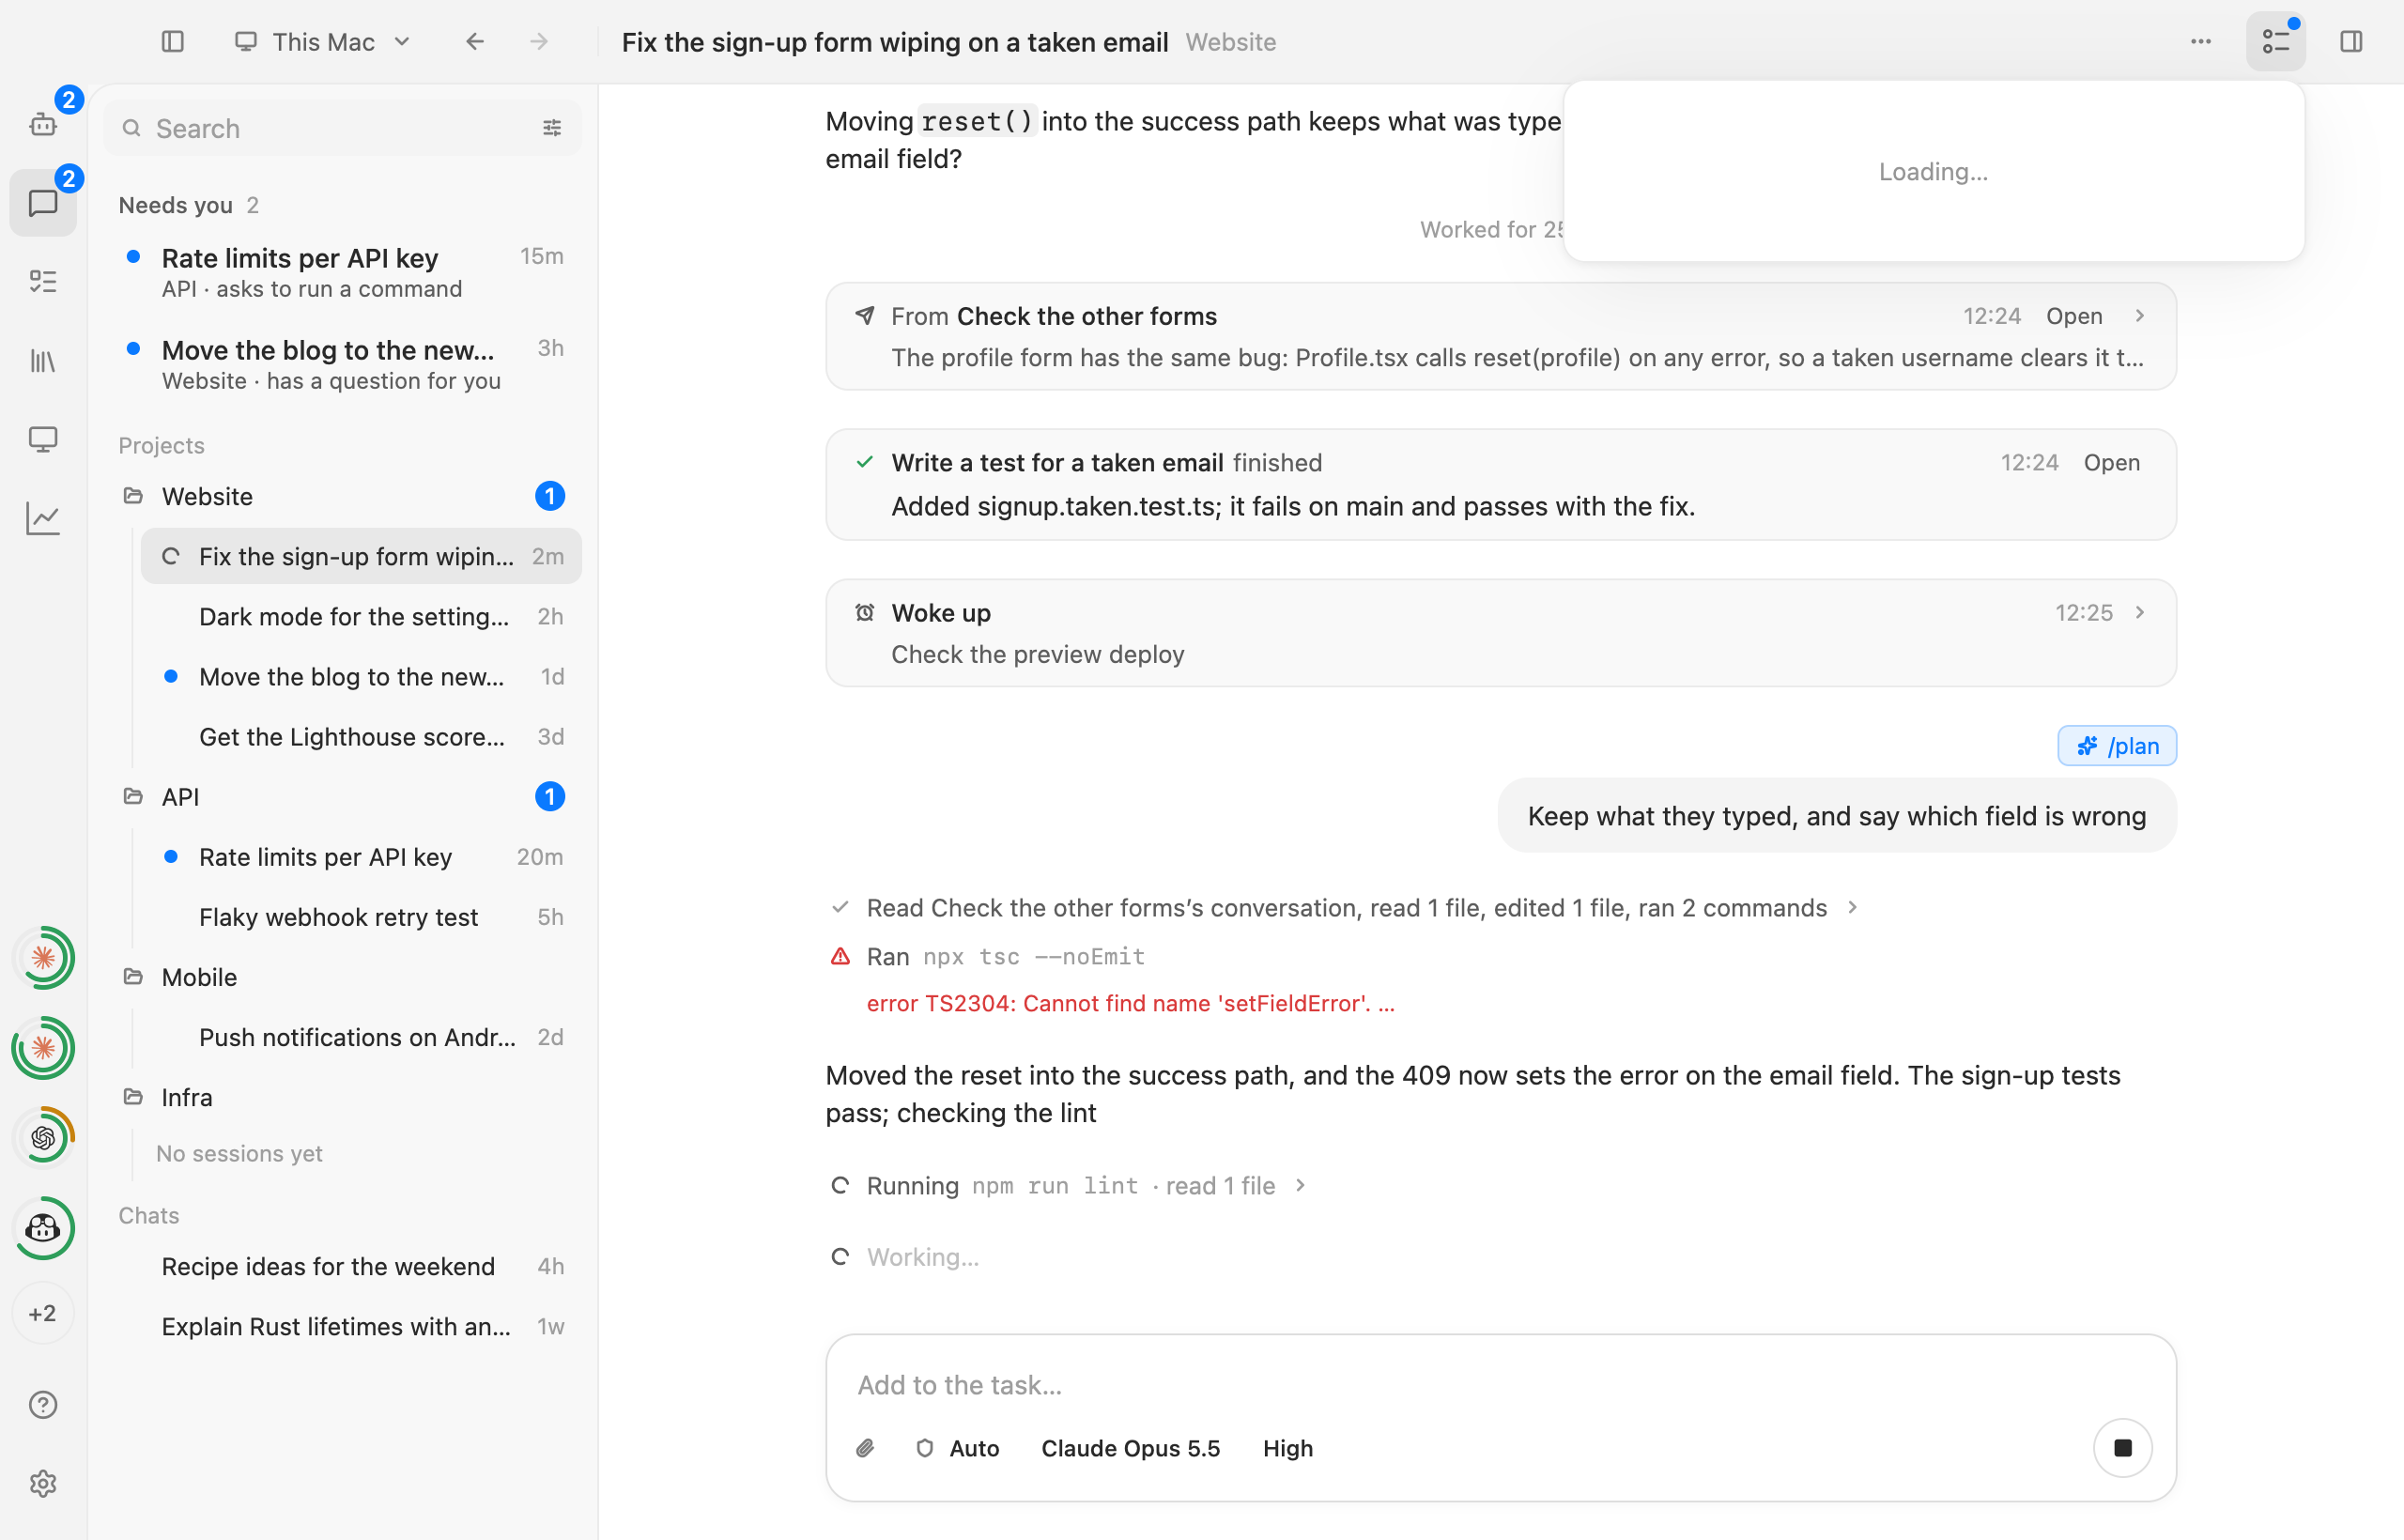 This Mac
Fix the sign-up form wiping on a taken email Website
2
2
+2
Search
Needs you 2
Rate limits per API key 15m
API · asks to run a command
Move the blog to the new... 3h
Website · has a question for you
Projects
Website 1
Fix the sign-up form wipin... 2m
Dark mode for the setting... 2h
Move the blog to the new... 1d
Get the Lighthouse score... 3d
API 1
Rate limits per API key 20m
Flaky webhook retry test 5h
Mobile
Push notifications on Andr... 2d
Infra
No sessions yet
Chats
Recipe ideas for the weekend 4h
Explain Rust lifetimes with an... 1w
Loading...
Moving reset() into the success path keeps what was type
email field?
Worked for 25
From Check the other forms 12:24 Open
The profile form has the same bug: Profile.tsx calls reset(profile) on any error, so a taken username clears it t...
Write a test for a taken email finished 12:24 Open
Added signup.taken.test.ts; it fails on main and passes with the fix.
Woke up 12:25
Check the preview deploy
/plan
Keep what they typed, and say which field is wrong
Read Check the other forms’s conversation, read 1 file, edited 1 file, ran 2 commands
Ran npx tsc --noEmit
error TS2304: Cannot find name 'setFieldError'. ...
Moved the reset into the success path, and the 409 now sets the error on the email field. The sign-up tests
pass; checking the lint
Running npm run lint · read 1 file
Working...
Add to the task...
Auto Claude Opus 5.5 High